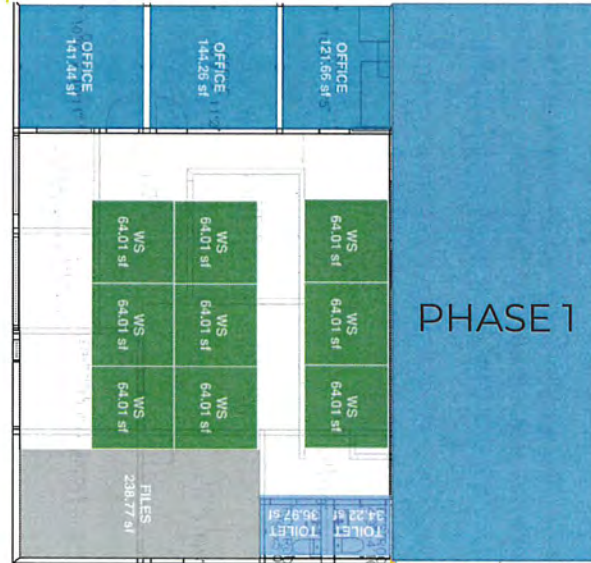 OFFICE
141.44 sf
OFFICE
144.26 sf
OFFICE
121.66 sf
WS
64.01 sf
WS
64.01 sf
WS
64.01 sf
WS
64.01 sf
WS
64.01 sf
WS
64.01 sf
WS
64.01 sf
WS
64.01 sf
WS
64.01 sf
PHASE 1
FILES
238.77 sf
TOILET
35.97 sf
TOILET
34.22 sf